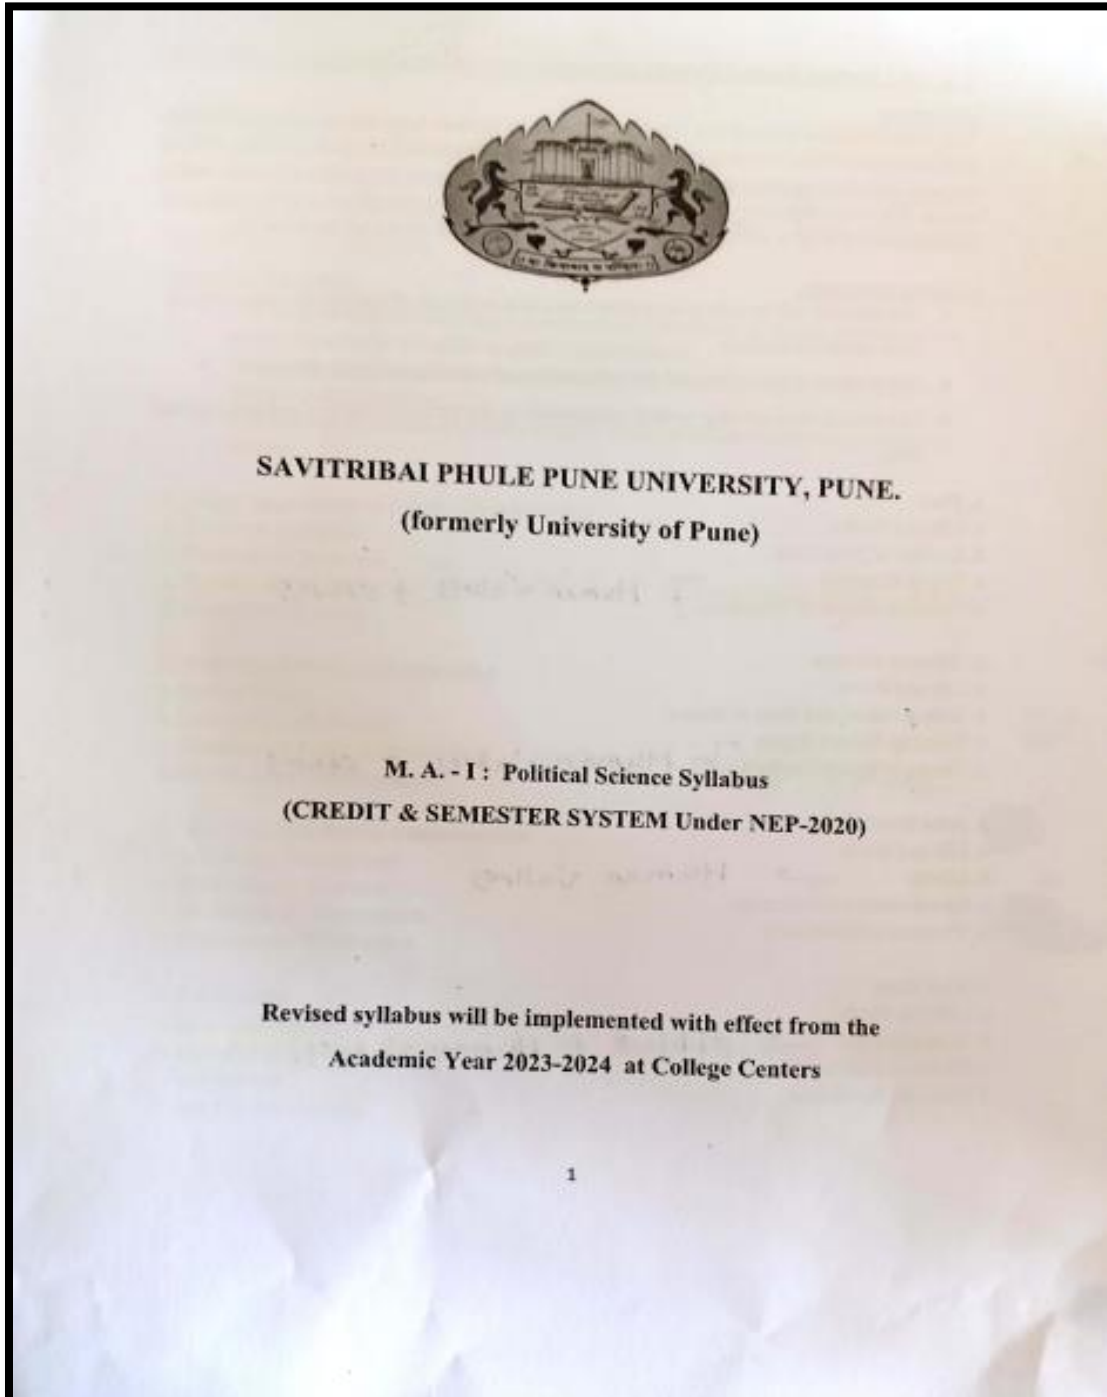 SAVITRIBAI PHULE PUNE UNIVERSITY, PUNE.
(formerly University of Pune)
M. A. - I : Political Science Syllabus
(CREDIT & SEMESTER SYSTEM Under NEP-2020)
Revised syllabus will be implemented with effect from the
Academic Year 2023-2024 at College Centers
1